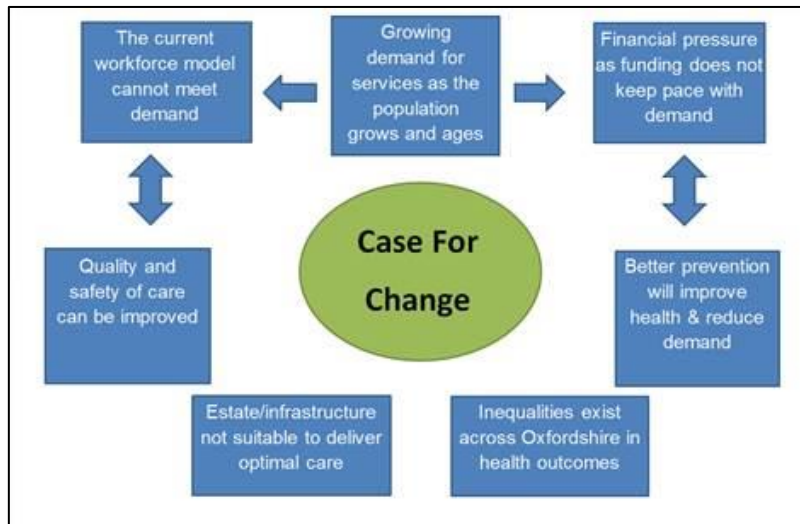 The current
workforce model
cannot meet
demand
Growing
demand for
services as the
population
grows and ages
Financial pressure
as funding does not
keep pace with
demand
Case For
Change
Quality and
safety of care
can be improved
Better prevention
will improve
health & reduce
demand
Estate/infrastructure
not suitable to deliver
optimal care
Inequalities exist
across Oxfordshire in
health outcomes